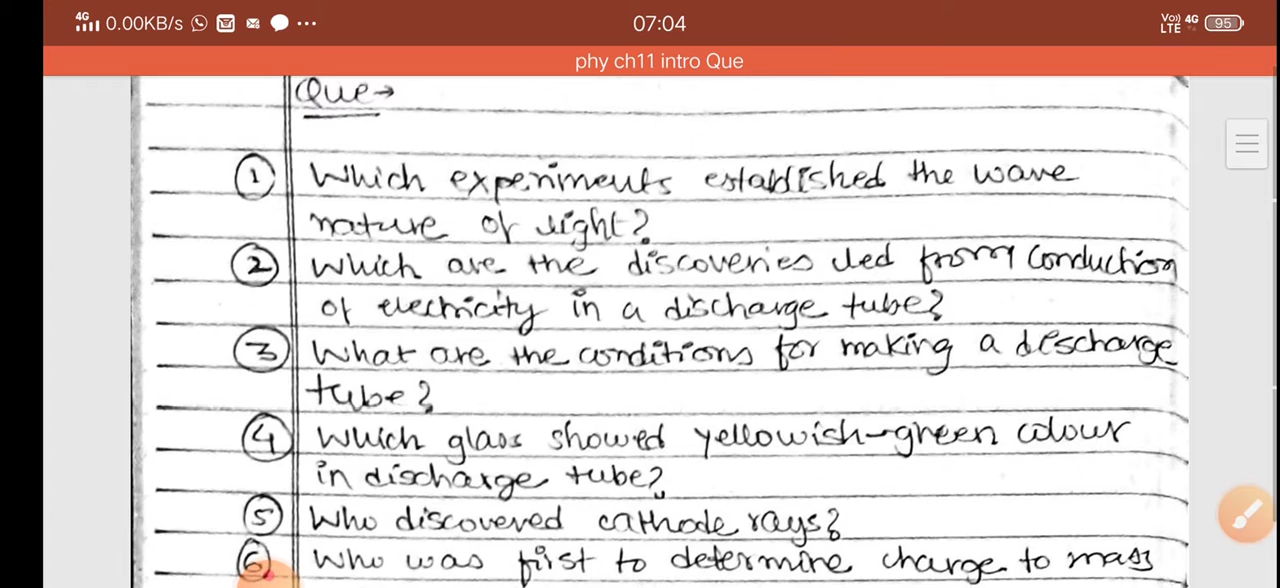 4G 0.00KB/s 07:04 Vo) LTE 4G 95
phy ch11 intro Que
Que→
① Which experiments established the wave
nature of light?
② Which are the discoveries led from conduction
of electricity in a discharge tube?
③ What are the conditions for making a discharge
tube?
④ Which glass showed yellowish-green colour
in discharge tube?
⑤ Who discovered cathode rays?
⑥ Who was first to determine charge to mass